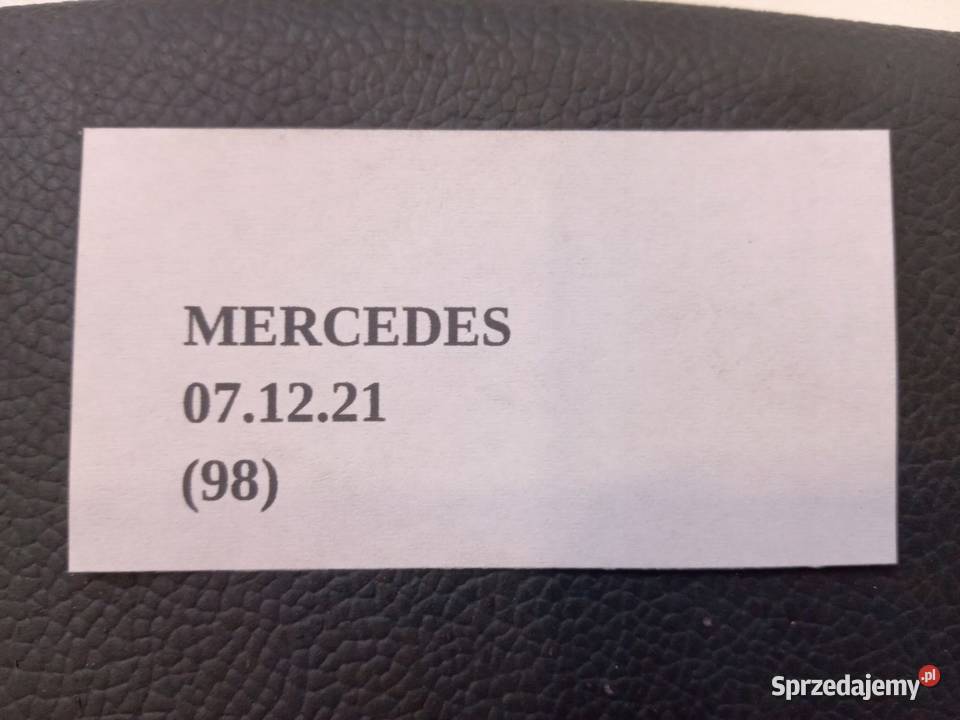 MERCEDES
07.12.21
(98)
Sprzedajemy.pl